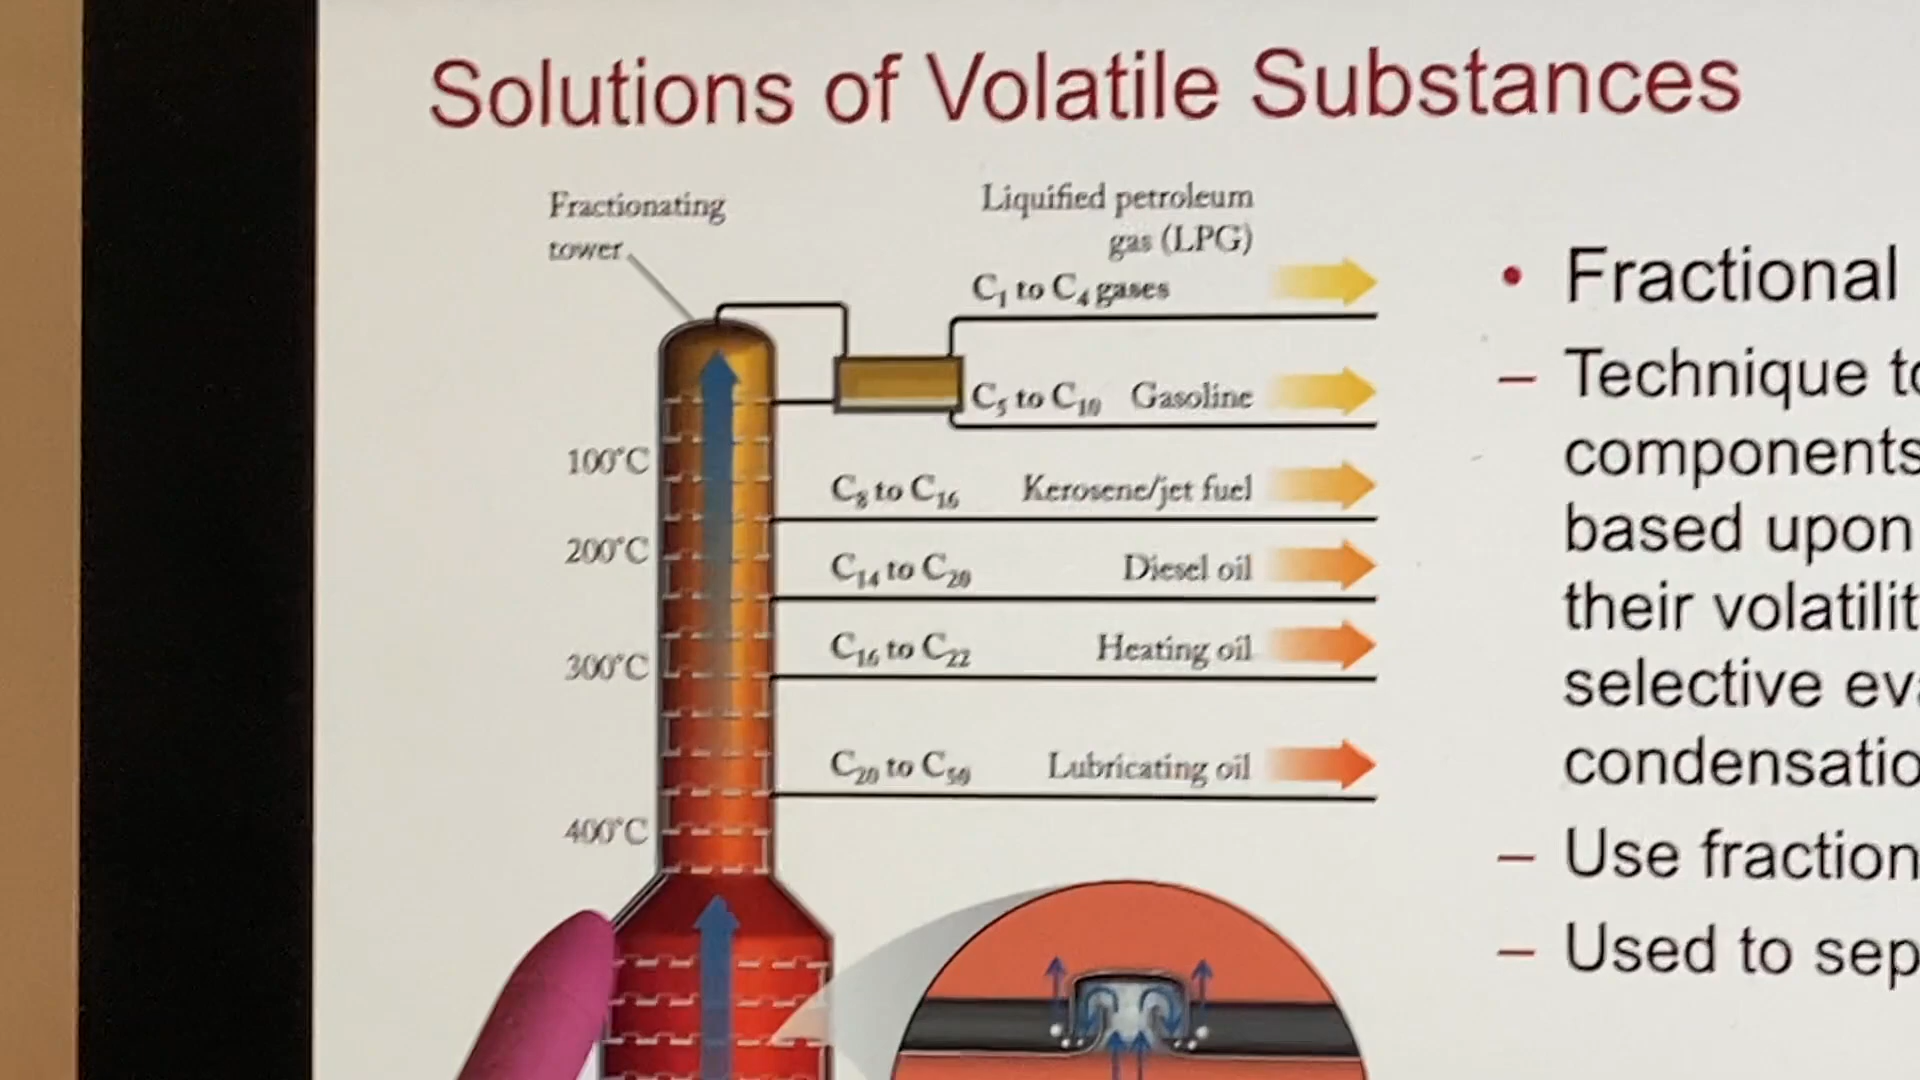 Solutions of Volatile Substances
Fractionating
tower
Liquified petroleum
gas (LPG)
C₁ to C₄ gases
C₅ to C₁₀ Gasoline
100°C
C₈ to C₁₆ Kerosene/jet fuel
200°C
C₁₄ to C₂₀ Diesel oil
C₁₆ to C₂₂ Heating oil
300°C
C₂₀ to C₅₀ Lubricating oil
400°C
• Fractional
– Technique to
components
based upon
their volatilit
selective eva
condensatio
– Use fraction
– Used to sep